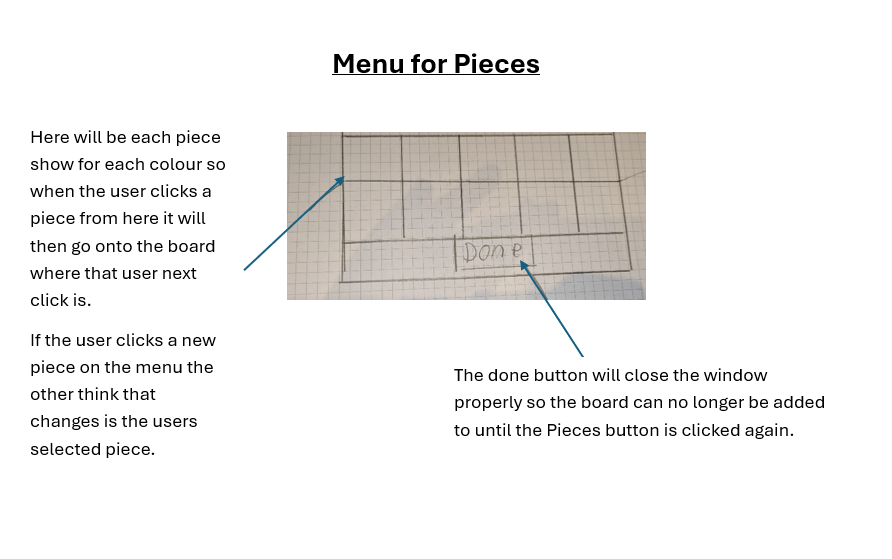 Menu for Pieces
Here will be each piece
show for each colour so
when the user clicks a
piece from here it will
then go onto the board
where that user next
click is.
If the user clicks a new
piece on the menu the
other think that
changes is the users
selected piece.
Done
The done button will close the window
properly so the board can no longer be added
to until the Pieces button is clicked again.